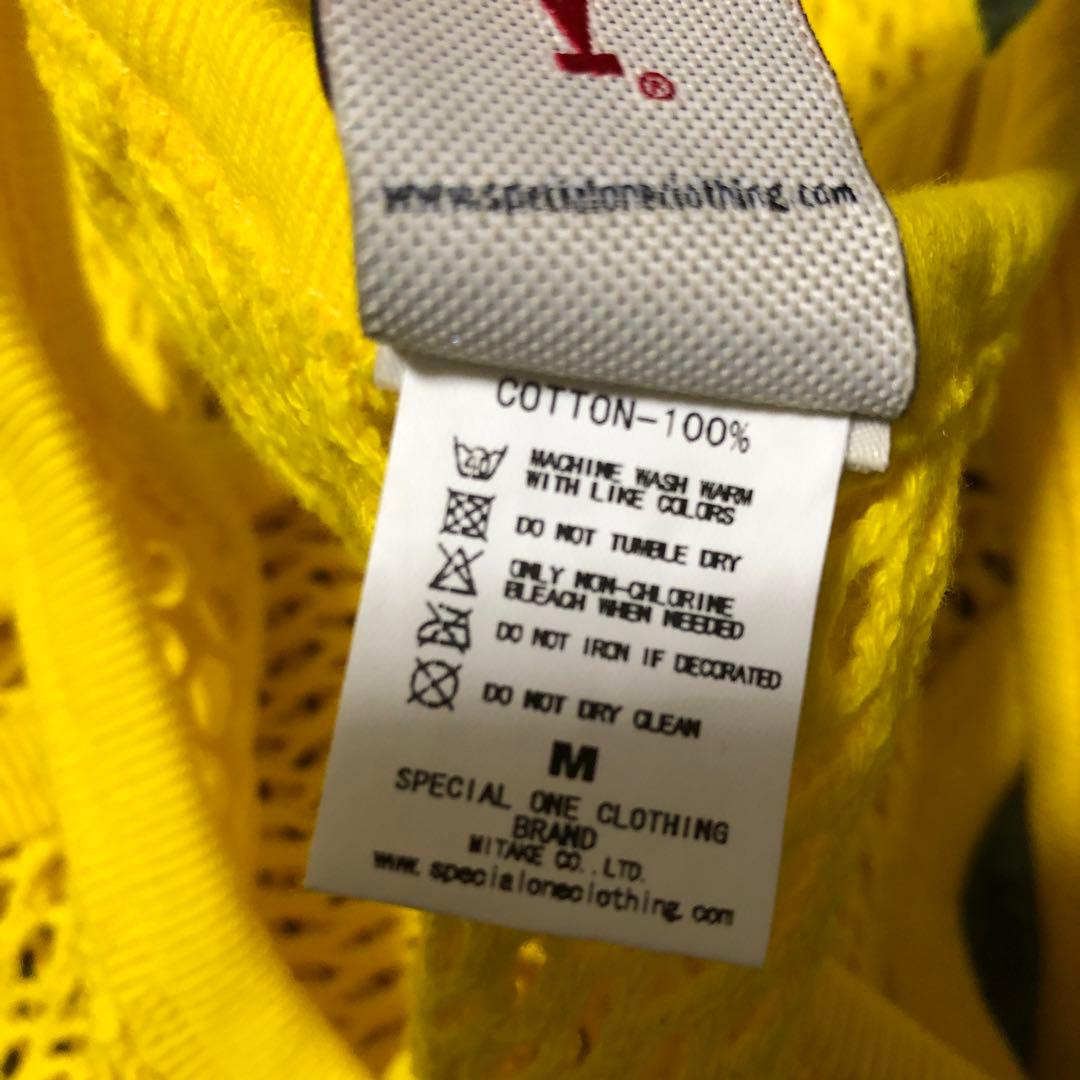 Y®
www.specialoneclothing.com
COTTON-100%
40
MACHINE WASH WARM
WITH LIKE COLORS
DO NOT TUMBLE DRY
ONLY NON-CHLORINE
BLEACH WHEN NEEDED
DO NOT IRON IF DECORATED
DO NOT DRY CLEAN
M
SPECIAL ONE CLOTHING
BRAND
MITAKE CO.,LTD.
www.specialoneclothing.com